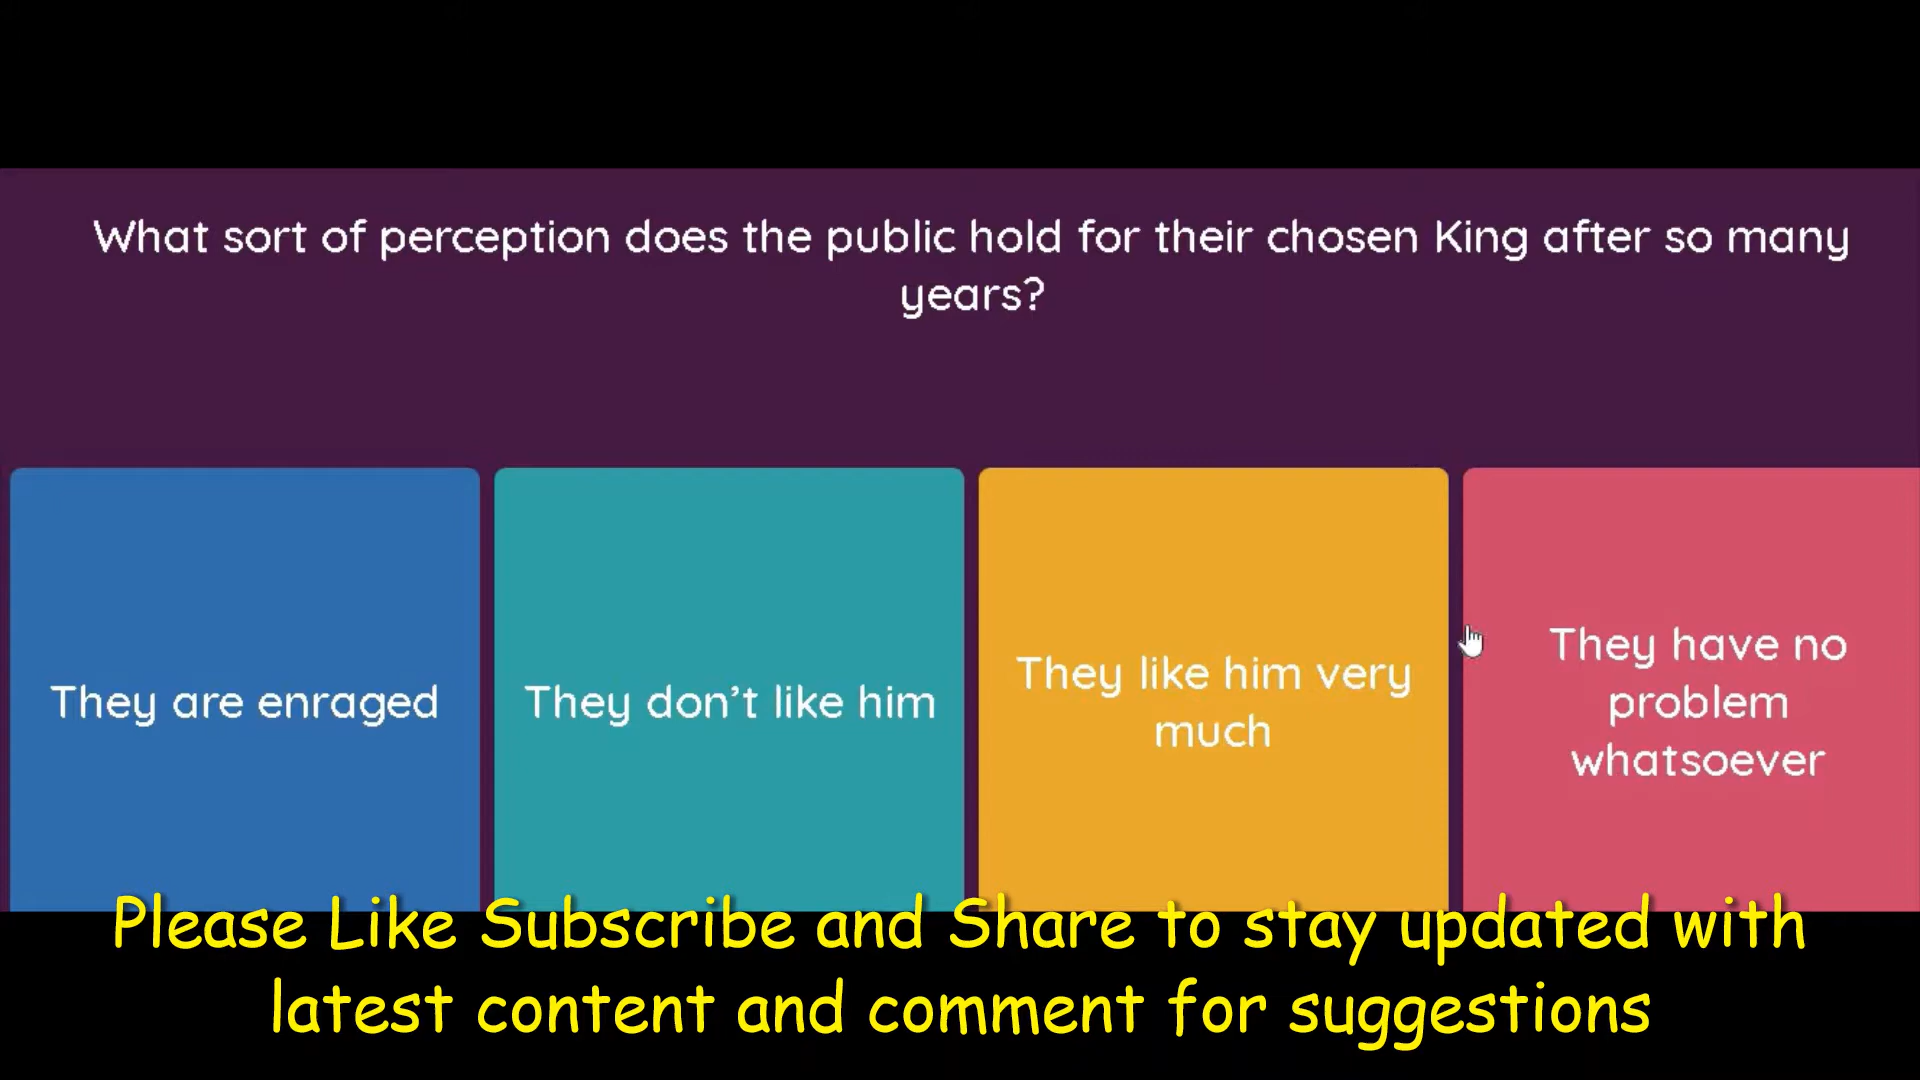 What sort of perception does the public hold for their chosen King after so many
years?
They are enraged
They don't like him
They like him very
much
They have no
problem
whatsoever
Please Like Subscribe and Share to stay updated with
latest content and comment for suggestions